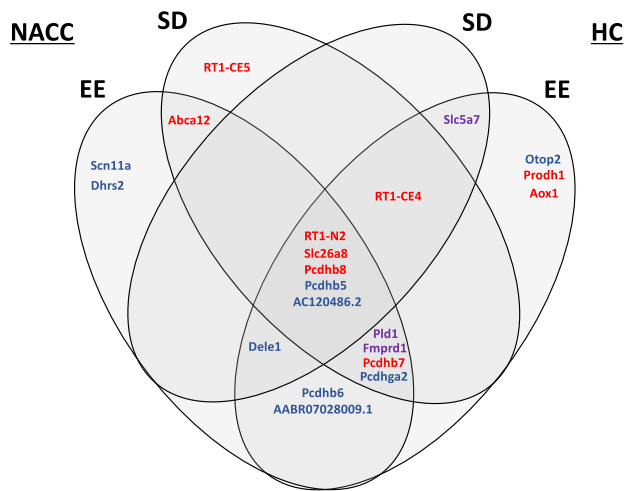 NACC
SD
SD
HC
EE
EE
RT1-CE5
Abca12
Slc5a7
Scn11a
Dhrs2
Otop2
Prodh1
Aox1
RT1-CE4
RT1-N2
Slc26a8
Pcdhb8
Pcdhb5
AC120486.2
Dele1
Pld1
Fmprd1
Pcdhb7
Pcdhga2
Pcdhb6
AABR07028009.1